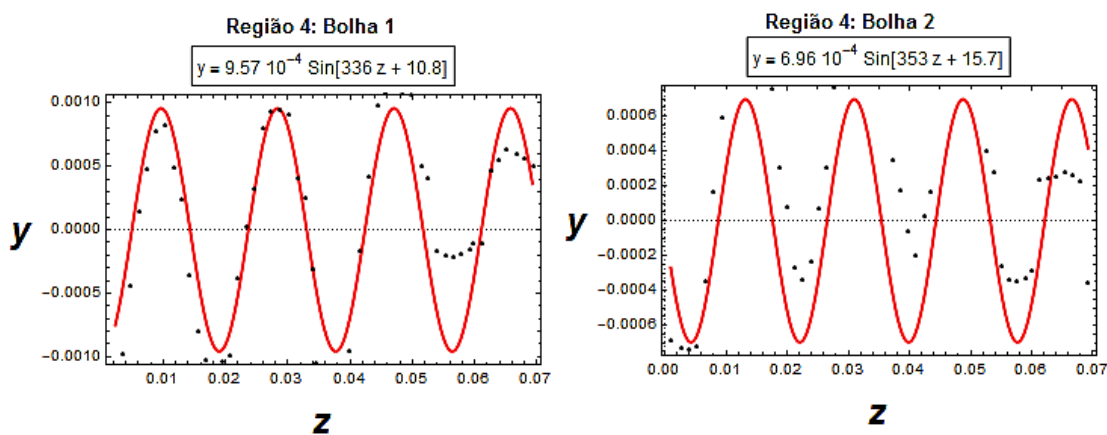 Região 4: Bolha 1
y = 9.57 10⁻⁴ Sin[336 z + 10.8]
0.0010
0.0005
0.0000
−0.0005
−0.0010
y
0.01 0.02 0.03 0.04 0.05 0.06 0.07
z
Região 4: Bolha 2
y = 6.96 10⁻⁴ Sin[353 z + 15.7]
0.0006
0.0004
0.0002
0.0000
−0.0002
−0.0004
−0.0006
y
0.00 0.01 0.02 0.03 0.04 0.05 0.06 0.07
z